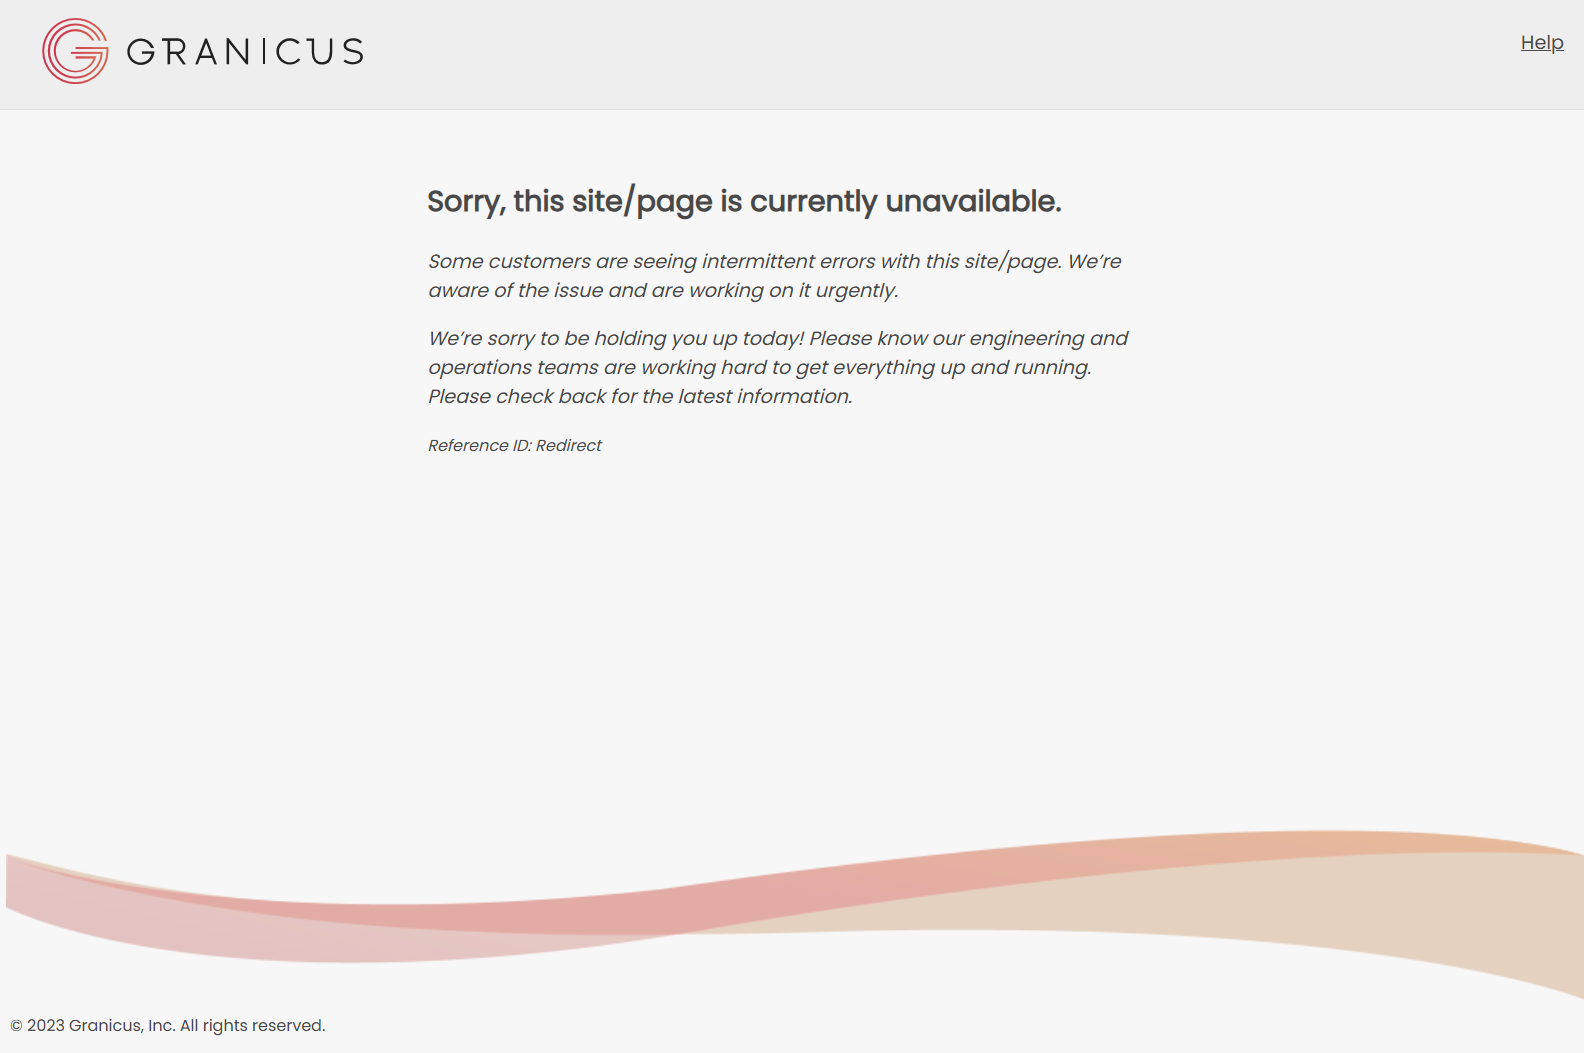 GRANICUS
Help
Sorry, this site/page is currently unavailable.
Some customers are seeing intermittent errors with this site/page. We’re
aware of the issue and are working on it urgently.
We’re sorry to be holding you up today! Please know our engineering and
operations teams are working hard to get everything up and running.
Please check back for the latest information.
Reference ID: Redirect
© 2023 Granicus, Inc. All rights reserved.